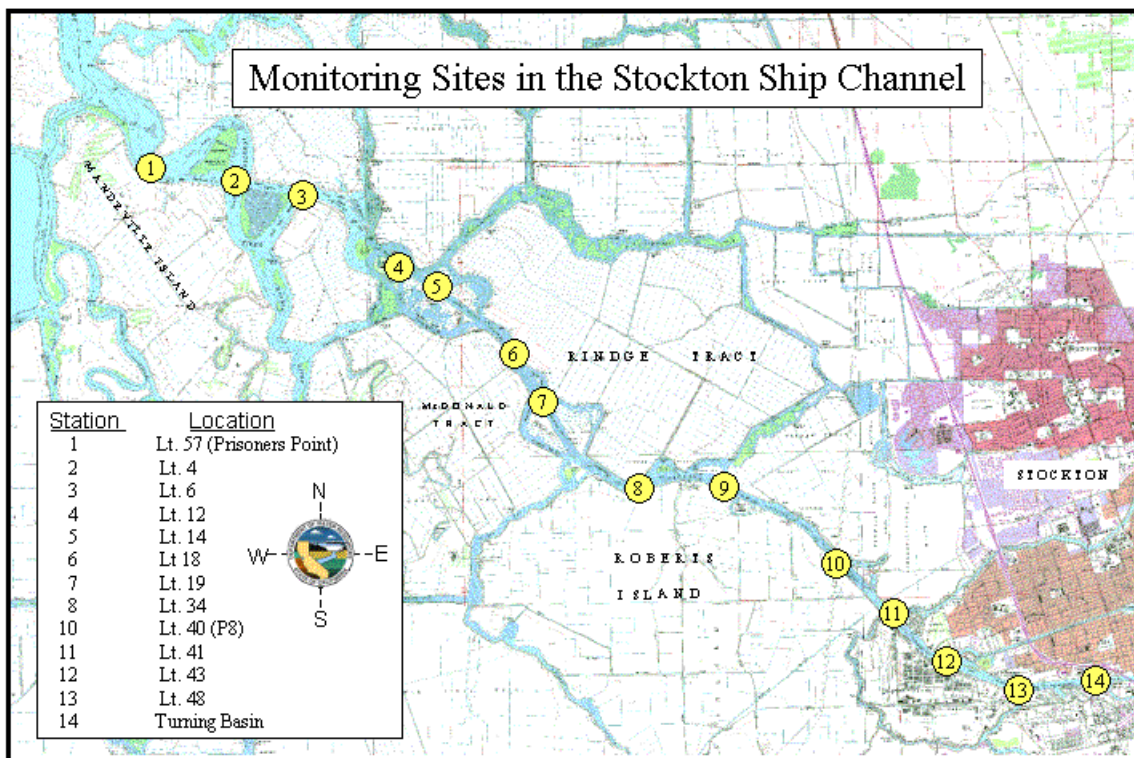 Monitoring Sites in the Stockton Ship Channel
1
2
3
MANDEVILLE ISLAND
4
5
6
RINDGE TRACT
7
McDONALD
TRACT
STOCKTON
8
9
ROBERTS
ISLAND
10
11
12
13
14
Station Location
1 Lt. 57 (Prisoners Point)
2 Lt. 4
3 Lt. 6
4 Lt. 12
5 Lt. 14
6 Lt 18
7 Lt. 19
8 Lt. 34
10 Lt. 40 (P8)
11 Lt. 41
12 Lt. 43
13 Lt. 48
14 Turning Basin
N
W
E
S